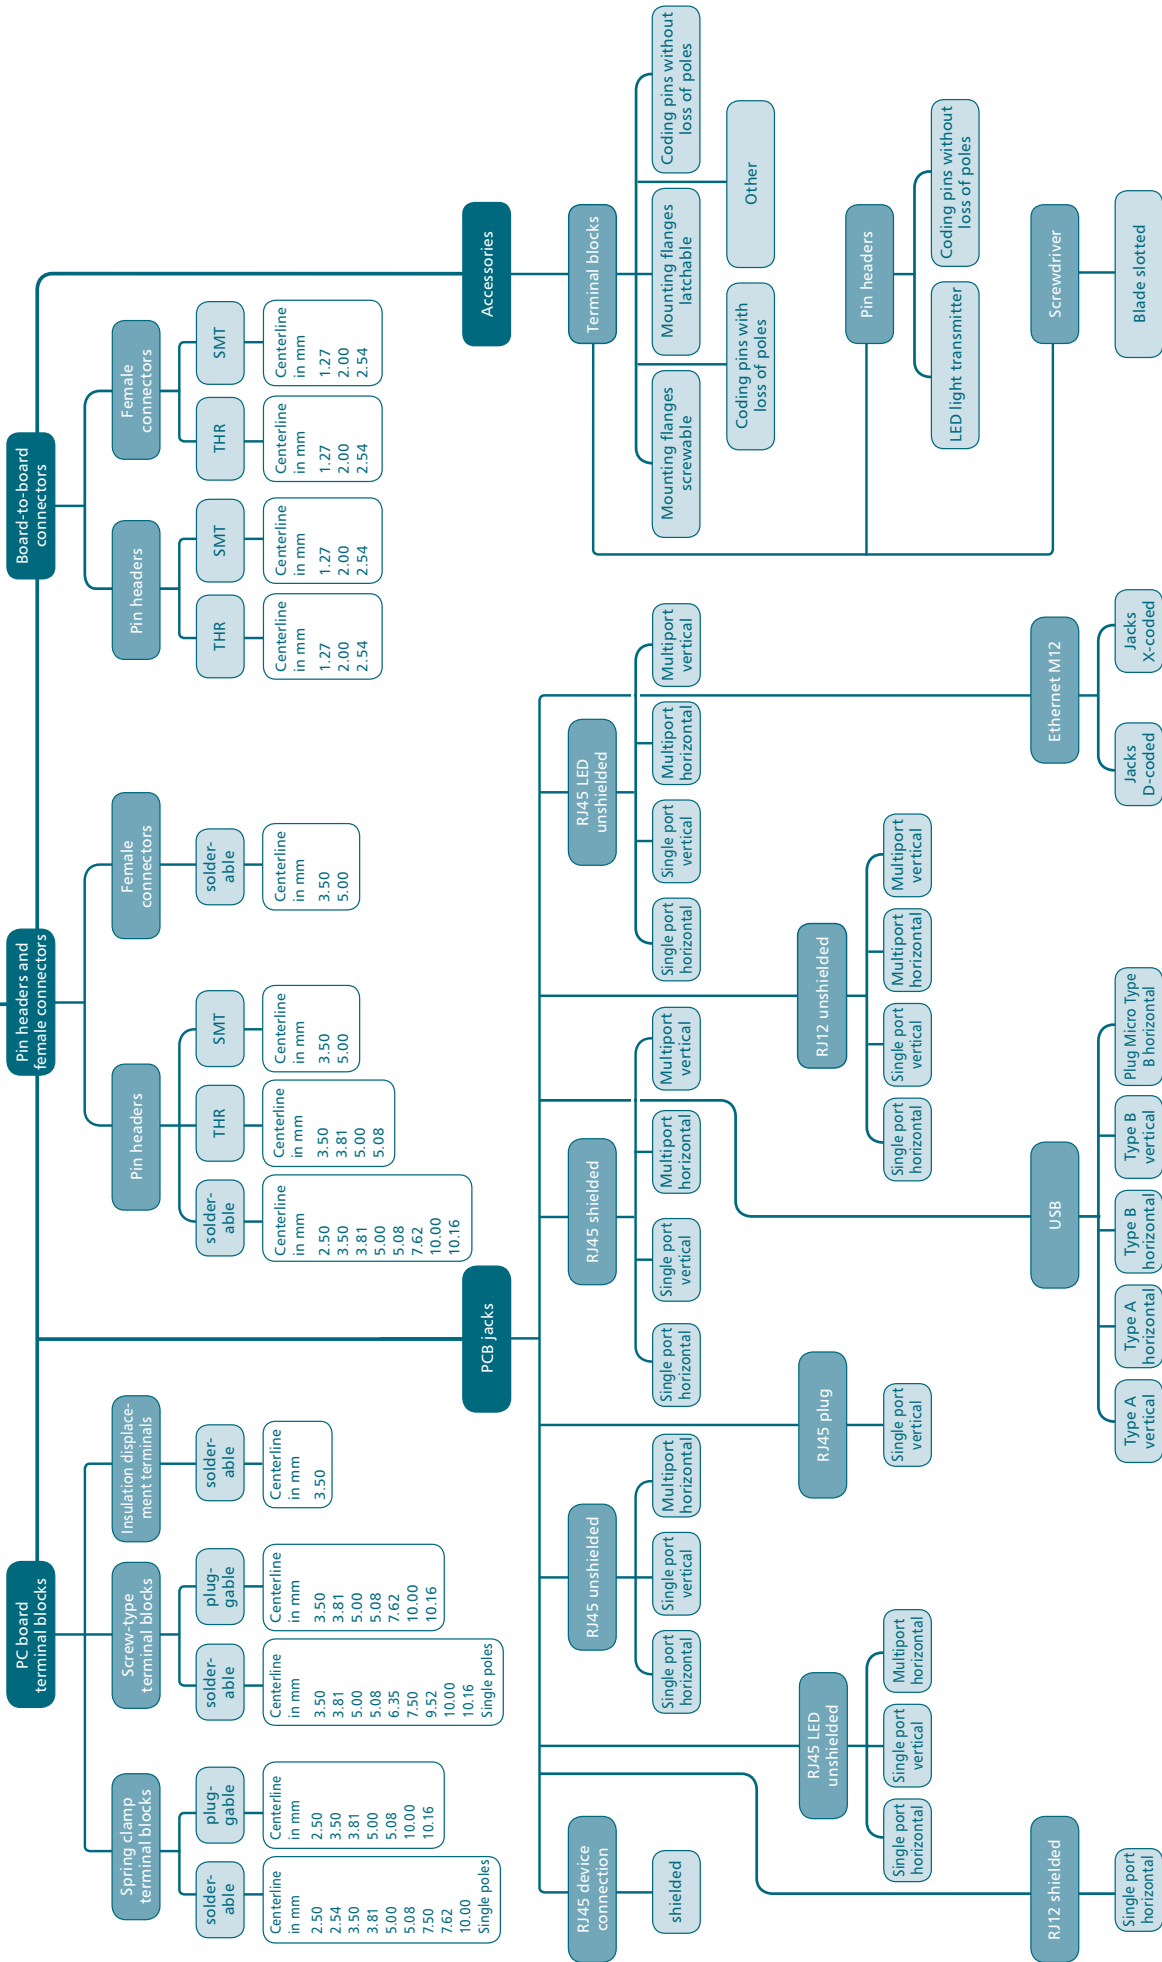 PC board
terminal blocks
Spring clamp
terminal blocks
solder-
able
Centerline
in mm
2.50
2.54
3.50
3.81
5.00
5.08
7.50
7.62
10.00
Single poles
plug-
gable
Centerline
in mm
2.50
3.50
3.81
5.00
5.08
10.00
10.16
Screw-type
terminal blocks
solder-
able
Centerline
in mm
3.50
3.81
5.00
5.08
6.35
7.50
9.52
10.00
10.16
Single poles
plug-
gable
Centerline
in mm
3.50
3.81
5.00
5.08
7.62
10.00
10.16
Insulation displace-
ment terminals
solder-
able
Centerline
in mm
3.50
Pin headers and
female connectors
Pin headers
solder-
able
Centerline
in mm
2.50
3.50
3.81
5.00
5.08
7.62
10.00
10.16
THR
Centerline
in mm
3.50
3.81
5.00
5.08
SMT
Centerline
in mm
3.50
5.00
Female
connectors
solder-
able
Centerline
in mm
3.50
5.00
Board-to-board
connectors
Pin headers
THR
Centerline
in mm
1.27
2.00
2.54
SMT
Centerline
in mm
1.27
2.00
2.54
Female
connectors
THR
Centerline
in mm
1.27
2.00
2.54
SMT
Centerline
in mm
1.27
2.00
2.54
PCB jacks
RJ45 device
connection
shielded
RJ45 unshielded
Single port
horizontal
Single port
vertical
Multiport
horizontal
RJ45 shielded
Single port
horizontal
Single port
vertical
Multiport
horizontal
Multiport
vertical
RJ45 LED
unshielded
Single port
horizontal
Single port
vertical
Multiport
horizontal
Multiport
vertical
RJ45 LED
unshielded
Single port
horizontal
Single port
vertical
Multiport
horizontal
RJ45 plug
Single port
vertical
RJ12 unshielded
Single port
horizontal
Single port
vertical
Multiport
horizontal
Multiport
vertical
RJ12 shielded
Single port
horizontal
USB
Type A
vertical
Type A
horizontal
Type B
horizontal
Type B
vertical
Plug Micro Type
B horizontal
Ethernet M12
Jacks
D-coded
Jacks
X-coded
Accessories
Terminal blocks
Mounting flanges
screwable
Mounting flanges
latchable
Coding pins without
loss of poles
Coding pins with
loss of poles
Other
Pin headers
LED light transmitter
Coding pins without
loss of poles
Screwdriver
Blade slotted